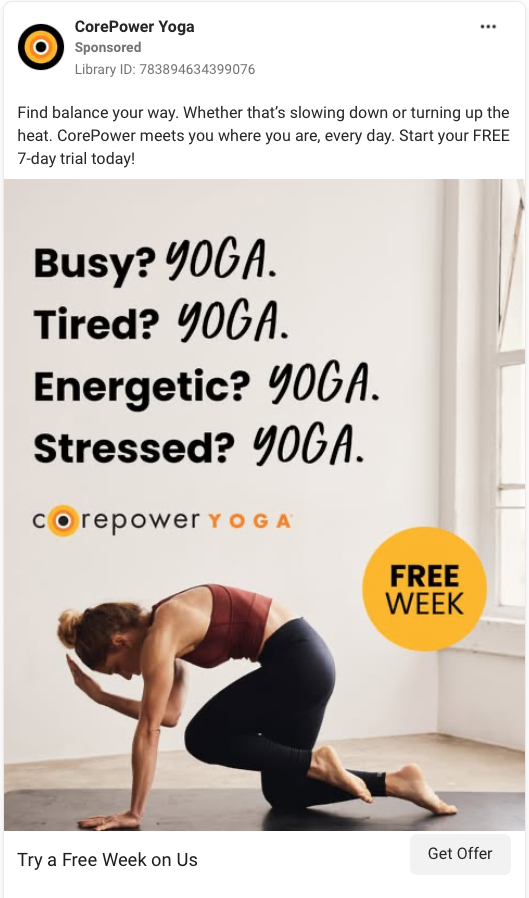 CorePower Yoga
Sponsored
Library ID: 783894634399076
Find balance your way. Whether that’s slowing down or turning up the
heat. CorePower meets you where you are, every day. Start your FREE
7-day trial today!
Busy? YOGA.
Tired? YOGA.
Energetic? YOGA.
Stressed? YOGA.
corepower YOGA
FREE
WEEK
Try a Free Week on Us
Get Offer